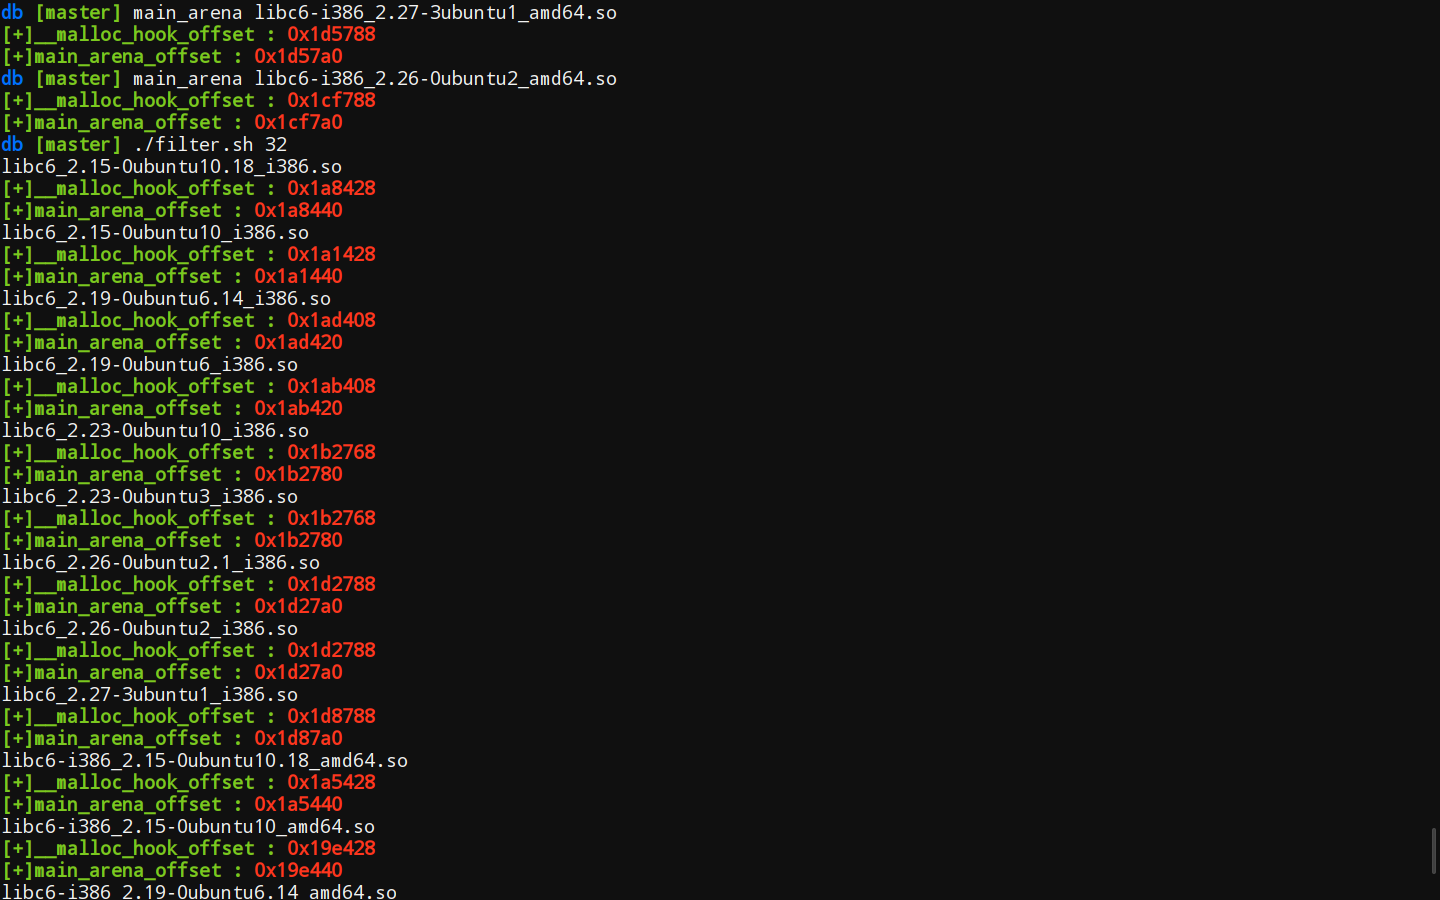 db [master] main_arena libc6-i386_2.27-3ubuntu1_amd64.so
[+]__malloc_hook_offset : 0x1d5788
[+]main_arena_offset : 0x1d57a0
db [master] main_arena libc6-i386_2.26-0ubuntu2_amd64.so
[+]__malloc_hook_offset : 0x1cf788
[+]main_arena_offset : 0x1cf7a0
db [master] ./filter.sh 32
libc6_2.15-0ubuntu10.18_i386.so
[+]__malloc_hook_offset : 0x1a8428
[+]main_arena_offset : 0x1a8440
libc6_2.15-0ubuntu10_i386.so
[+]__malloc_hook_offset : 0x1a1428
[+]main_arena_offset : 0x1a1440
libc6_2.19-0ubuntu6.14_i386.so
[+]__malloc_hook_offset : 0x1ad408
[+]main_arena_offset : 0x1ad420
libc6_2.19-0ubuntu6_i386.so
[+]__malloc_hook_offset : 0x1ab408
[+]main_arena_offset : 0x1ab420
libc6_2.23-0ubuntu10_i386.so
[+]__malloc_hook_offset : 0x1b2768
[+]main_arena_offset : 0x1b2780
libc6_2.23-0ubuntu3_i386.so
[+]__malloc_hook_offset : 0x1b2768
[+]main_arena_offset : 0x1b2780
libc6_2.26-0ubuntu2.1_i386.so
[+]__malloc_hook_offset : 0x1d2788
[+]main_arena_offset : 0x1d27a0
libc6_2.26-0ubuntu2_i386.so
[+]__malloc_hook_offset : 0x1d2788
[+]main_arena_offset : 0x1d27a0
libc6_2.27-3ubuntu1_i386.so
[+]__malloc_hook_offset : 0x1d8788
[+]main_arena_offset : 0x1d87a0
libc6-i386_2.15-0ubuntu10.18_amd64.so
[+]__malloc_hook_offset : 0x1a5428
[+]main_arena_offset : 0x1a5440
libc6-i386_2.15-0ubuntu10_amd64.so
[+]__malloc_hook_offset : 0x19e428
[+]main_arena_offset : 0x19e440
libc6-i386_2.19-0ubuntu6.14_amd64.so